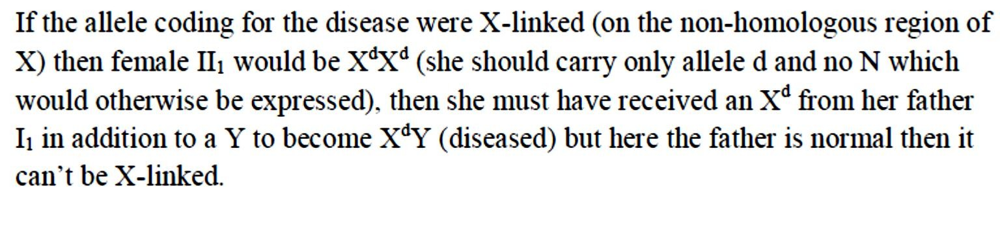 If the allele coding for the disease were X-linked (on the non-homologous region of
X) then female II₁ would be XᵈXᵈ (she should carry only allele d and no N which
would otherwise be expressed), then she must have received an Xᵈ from her father
I₁ in addition to a Y to become XᵈY (diseased) but here the father is normal then it
can’t be X-linked.